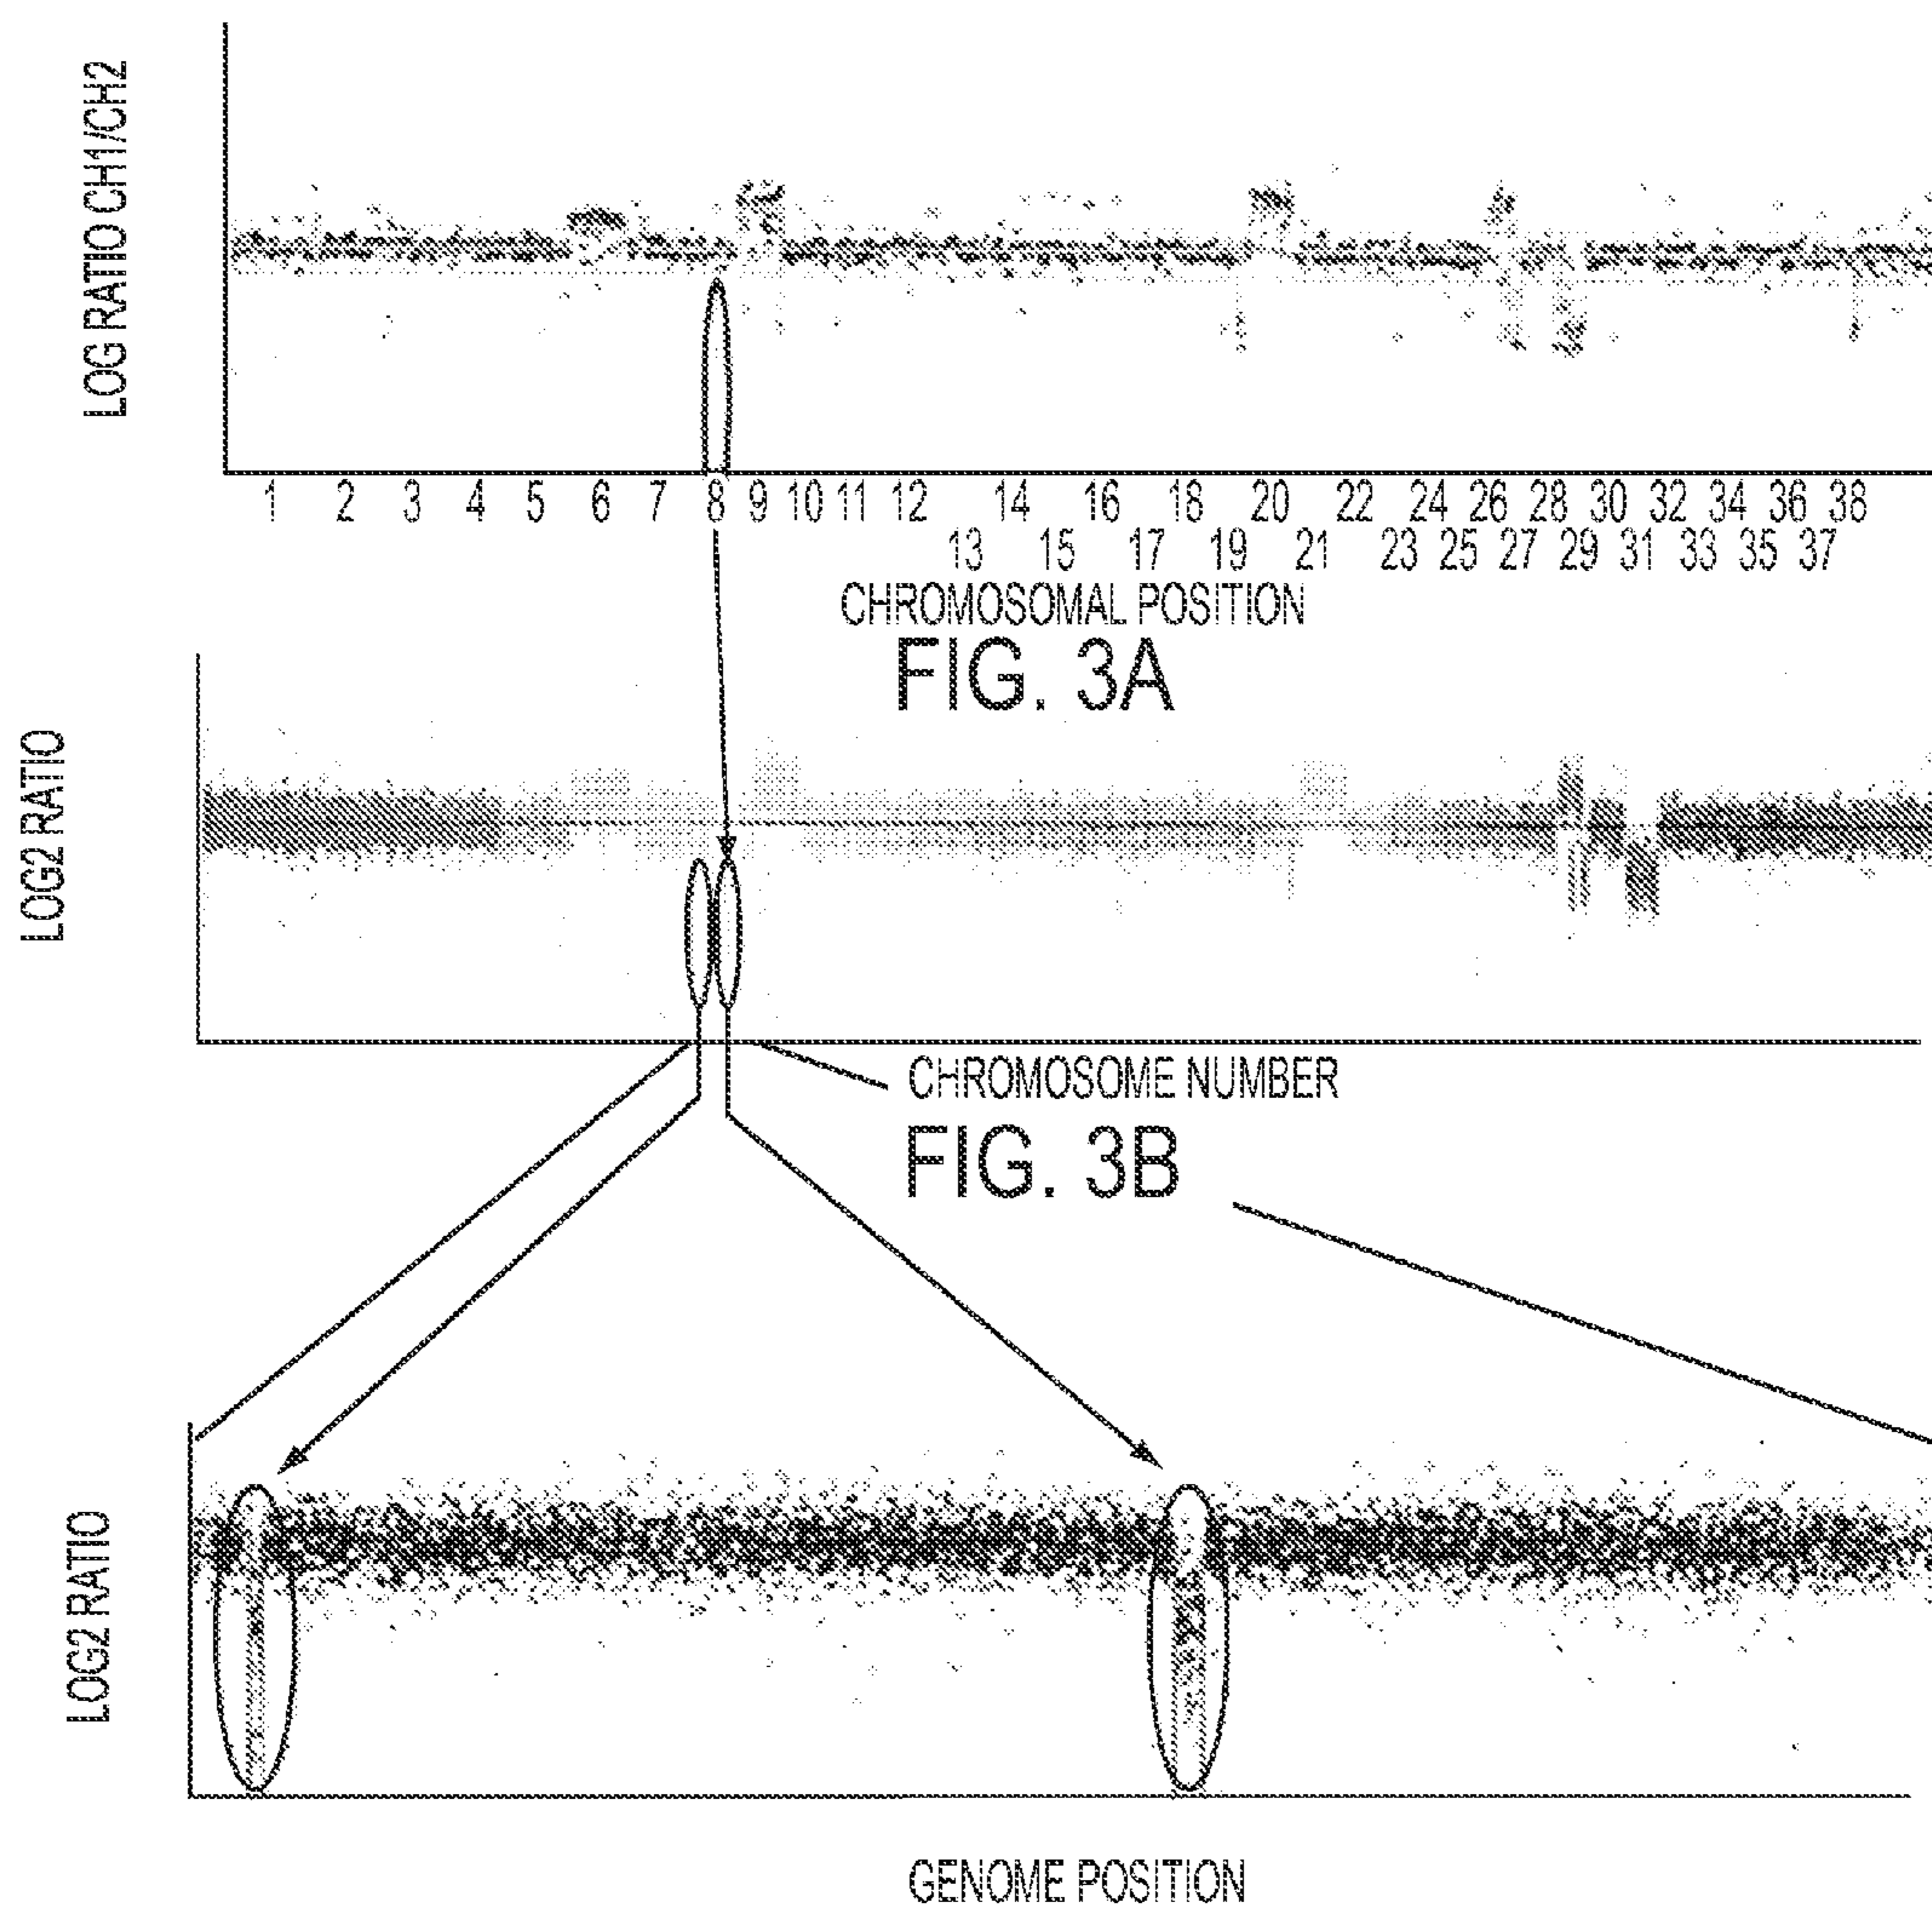 LOG RATIO CH1/CH2
1 2 3 4 5 6 7 8 9 10 11 12 14 16 18 20 22 24 26 28 30 32 34 36 38
13 15 17 19 21 23 25 27 29 31 33 35 37
CHROMOSOMAL POSITION
FIG. 3A
LOG2 RATIO
CHROMOSOME NUMBER
FIG. 3B
LOG2 RATIO
GENOME POSITION